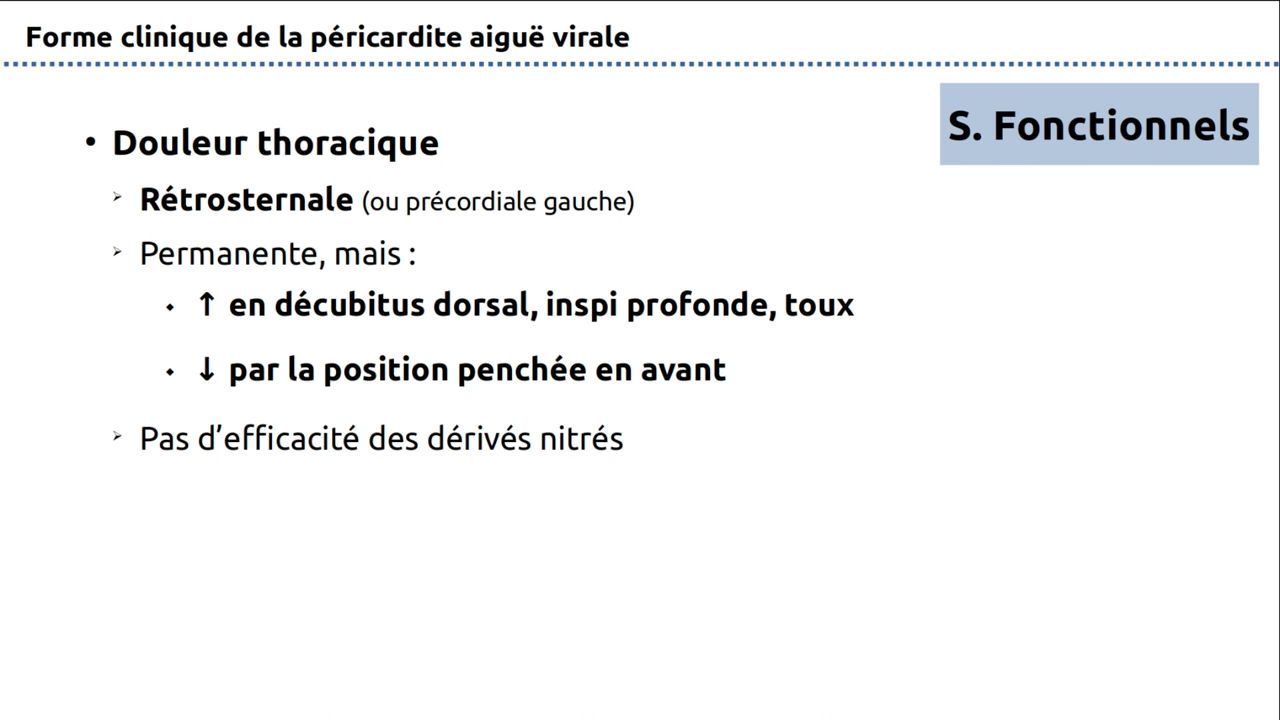 Forme clinique de la péricardite aiguë virale
S. Fonctionnels
• Douleur thoracique
➢ Rétrosternale (ou précordiale gauche)
➢ Permanente, mais :
◆ ↑ en décubitus dorsal, inspi profonde, toux
◆ ↓ par la position penchée en avant
➢ Pas d’efficacité des dérivés nitrés